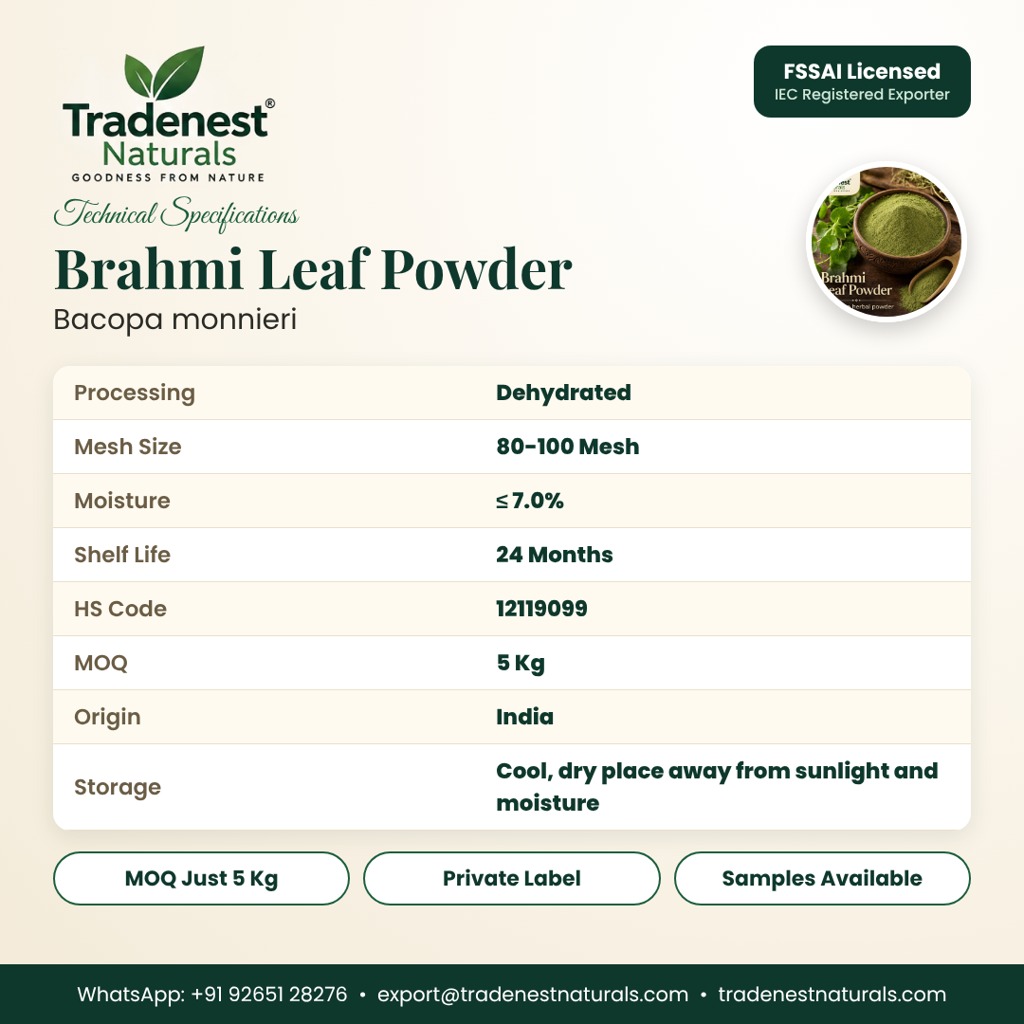 Tradenest®
Naturals
GOODNESS FROM NATURE
FSSAI Licensed
IEC Registered Exporter
Technical Specifications
Brahmi Leaf Powder
Bacopa monnieri
Brahmi
eaf Powder
herbal powder
Processing Dehydrated
Mesh Size 80-100 Mesh
Moisture ≤ 7.0%
Shelf Life 24 Months
HS Code 12119099
MOQ 5 Kg
Origin India
Storage Cool, dry place away from sunlight and
moisture
MOQ Just 5 Kg
Private Label
Samples Available
WhatsApp: +91 92651 28276 • export@tradenestnaturals.com • tradenestnaturals.com